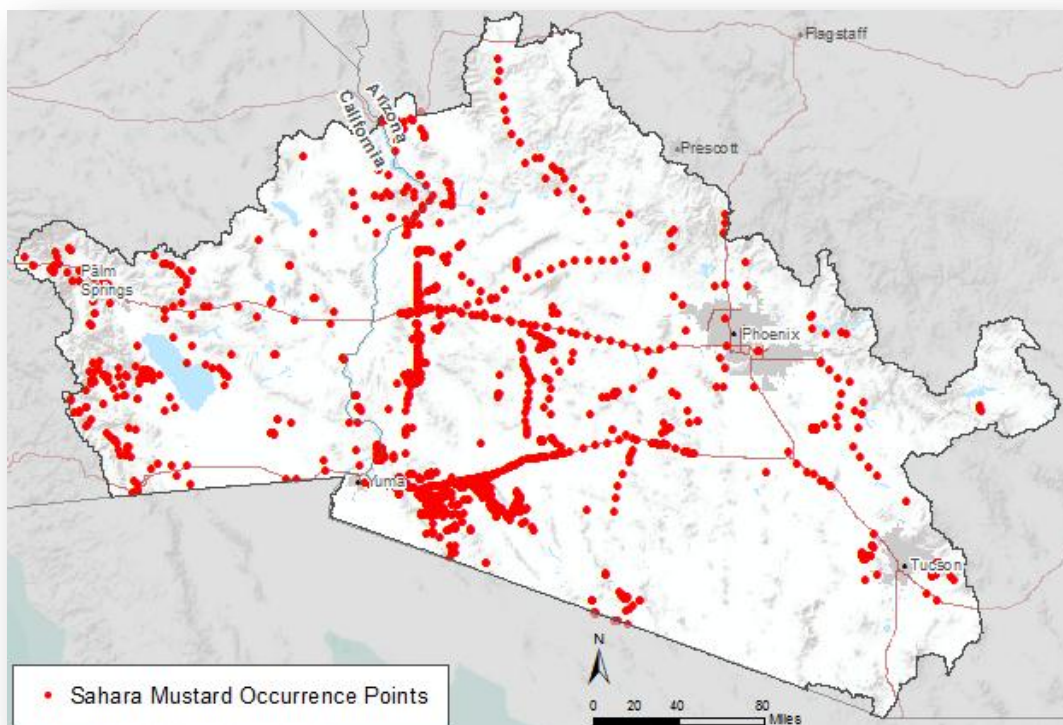 Flagstaff
Arizona
California
Prescott
Palm
Springs
Phoenix
Yuma
Tucson
N
Sahara Mustard Occurrence Points
0 20 40 80
Miles